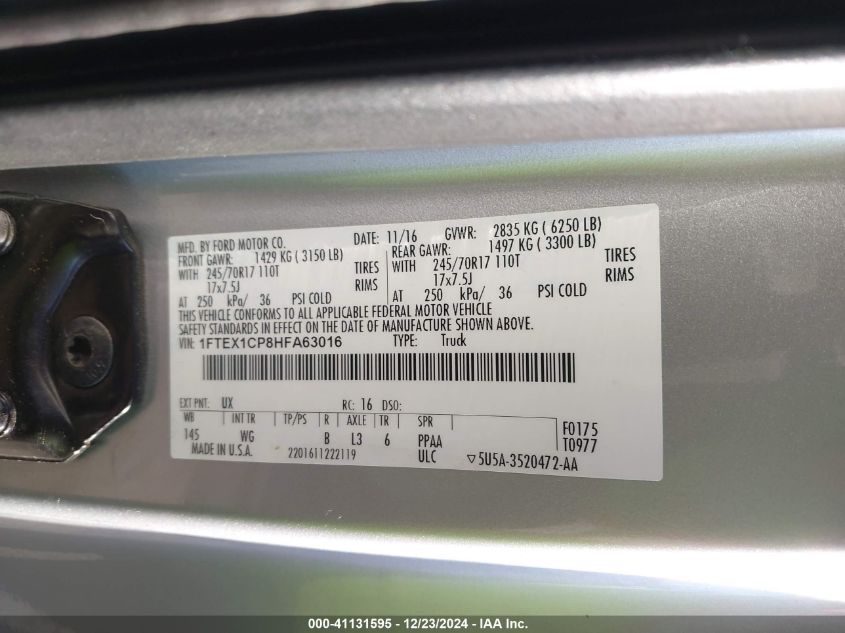 MFD. BY FORD MOTOR CO.
DATE: 11/16 GVWR: 2835 KG ( 6250 LB)
FRONT GAWR: 1429 KG ( 3150 LB) REAR GAWR: 1497 KG ( 3300 LB)
WITH 245/70R17 110T TIRES WITH 245/70R17 110T TIRES
17x7.5J RIMS 17x7.5J RIMS
AT 250 kPa/ 36 PSI COLD AT 250 kPa/ 36 PSI COLD
THIS VEHICLE CONFORMS TO ALL APPLICABLE FEDERAL MOTOR VEHICLE
SAFETY STANDARDS IN EFFECT ON THE DATE OF MANUFACTURE SHOWN ABOVE.
VIN: 1FTEX1CP8HFA63016 TYPE: Truck
EXT PNT: UX RC: 16 DSO:
WB INT TR TP/PS R AXLE TR SPR F0175
145 WG B L3 6 PPAA T0977
MADE IN U.S.A. 2201611222119 ULC ▽5U5A-3520472-AA
000-41131595 - 12/23/2024 - IAA Inc.